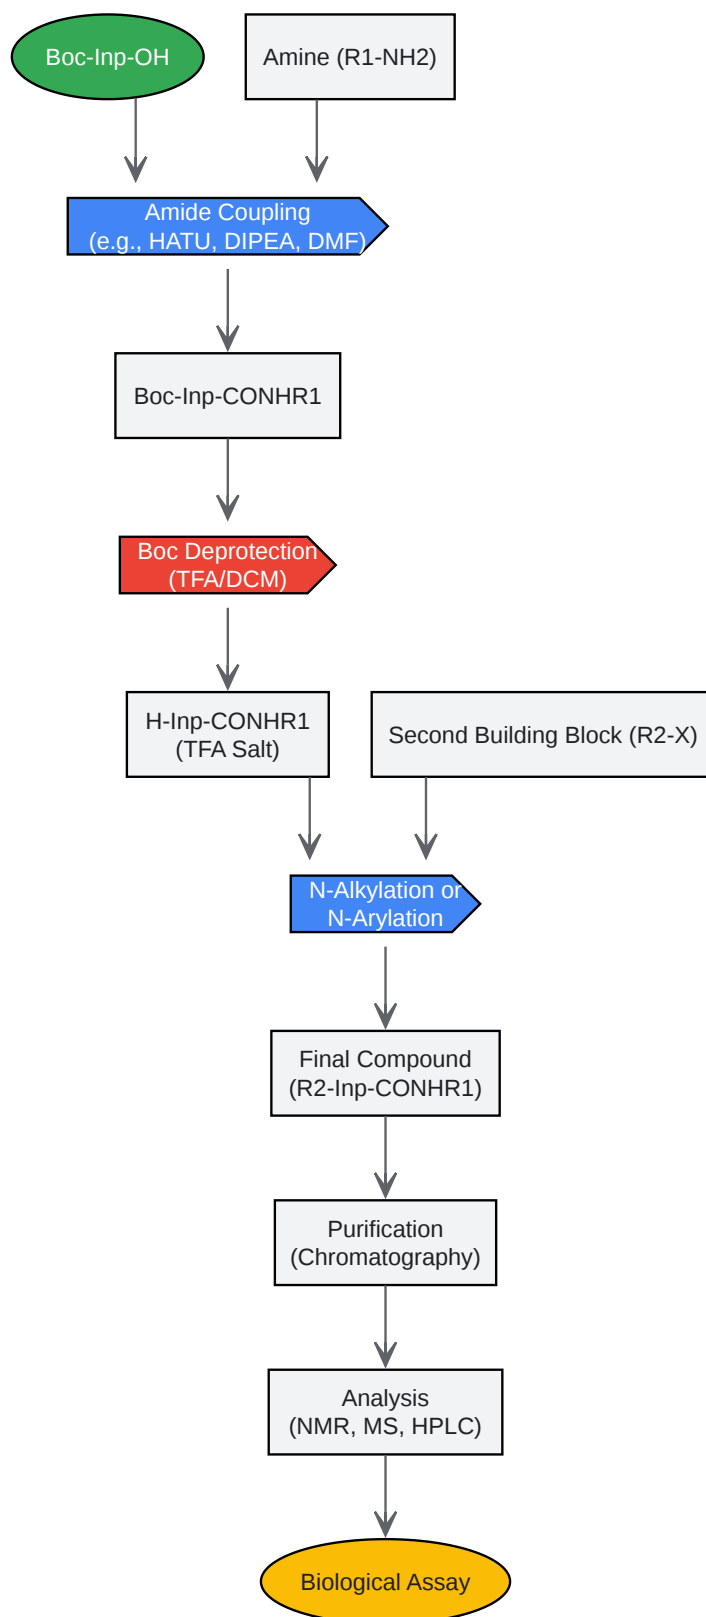 Boc-Inp-OH
Amine (R1-NH2)
Amide Coupling
(e.g., HATU, DIPEA, DMF)
Boc-Inp-CONHR1
Boc Deprotection
(TFA/DCM)
H-Inp-CONHR1
(TFA Salt)
Second Building Block (R2-X)
N-Alkylation or
N-Arylation
Final Compound
(R2-Inp-CONHR1)
Purification
(Chromatography)
Analysis
(NMR, MS, HPLC)
Biological Assay